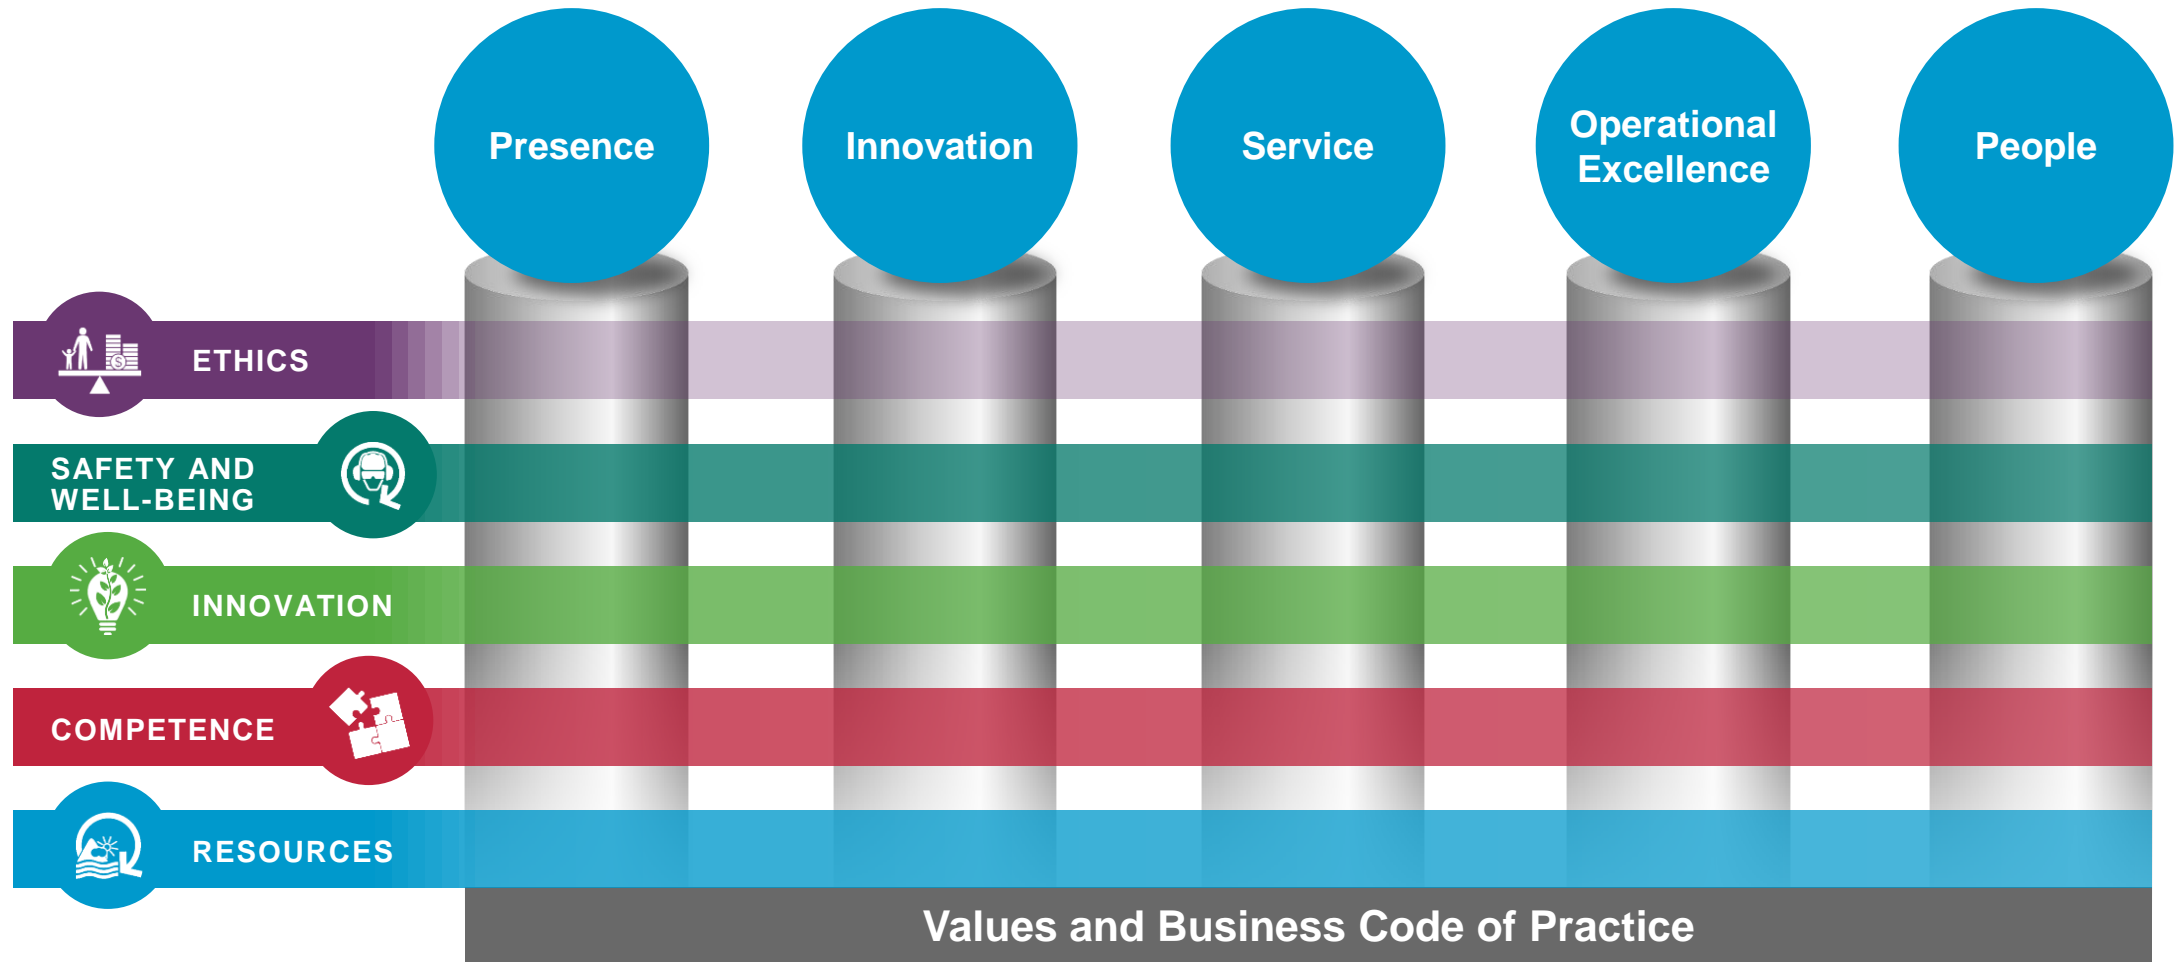 Presence
Innovation
Service
Operational
Excellence
People
ETHICS
SAFETY AND
WELL-BEING
INNOVATION
COMPETENCE
RESOURCES
Values and Business Code of Practice